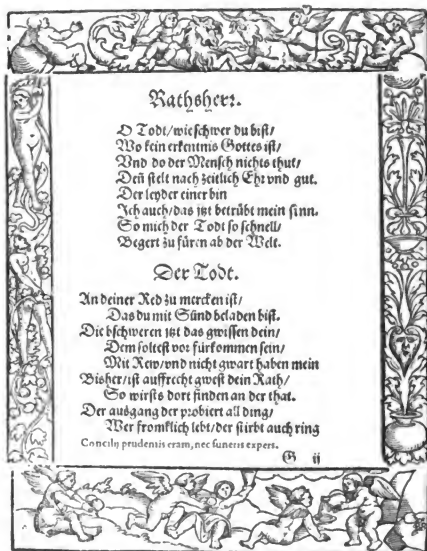 Rathsherr.
O Todt/ wie schwer du bist/
Wo kein erkentnis Gottes ist/
Vnd do der Mensch nichts thut/
Deñ stelt nach zeitlich Ehr vnd gut.
Der leyder einer bin
Ich auch/ das jtzt betrübt mein sinn.
So mich der Todt so schnell/
Begert zu fürẽn ab der Welt.
Der Todt.
An deiner Red zu mercken ist/
Das du mit Sünd beladen bist.
Die bschweren jtzt das gwissen dein/
Dem soltest vor fürkommen sein/
Mit Rew/ vnd nicht gwart haben mein
Bisher/ ist auffrecht gwest dein Rath/
So wirsts dort finden an der that.
Der außgang der probiert all ding/
Wer fromklich lebt/ der stirbt auch ring
Concilij prudentis eram, nec funeris expers.
G ij